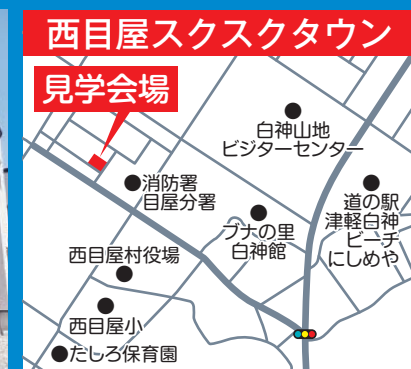 西目屋スクスクタウン
見学会場
白神山地
ビジターセンター
消防署
目屋分署
道の駅
津軽白神
ビーチ
にしめや
ブナの里
白神館
西目屋村役場
西目屋小
たしろ保育園